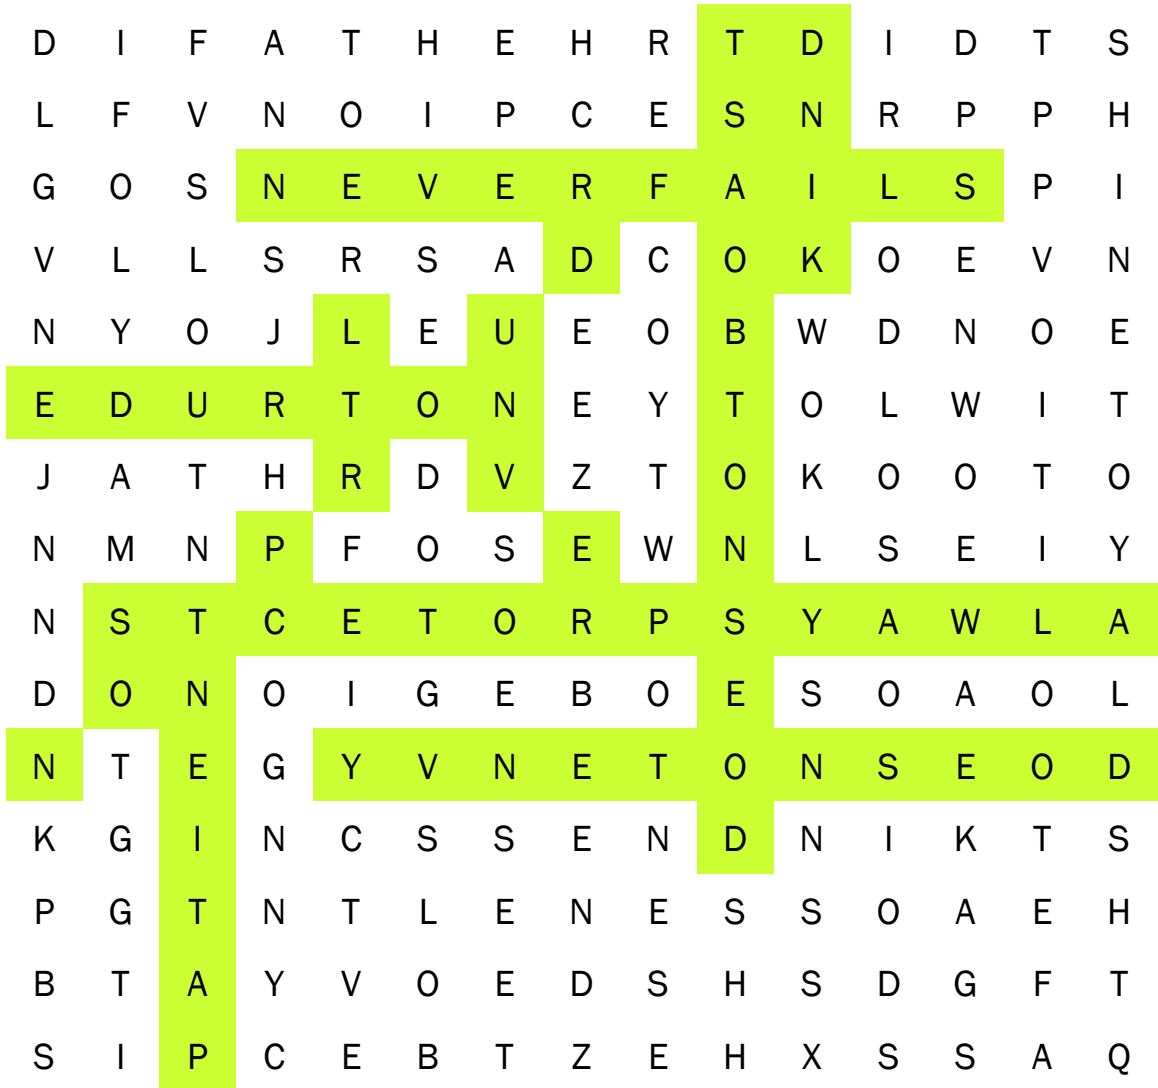 D I F A T H E H R T D I D T S
L F V N O I P C E S N R P P H
G O S N E V E R F A I L S P I
V L L S R S A D C O K O E V N
N Y O J L E U E O B W D N O E
E D U R T O N E Y T O L W I T
J A T H R D V Z T O K O O T O
N M N P F O S E W N L S E I Y
N S T C E T O R P S Y A W L A
D O N O I G E B O E S O A O L
N T E G Y V N E T O N S E O D
K G I N C S S E N D N I K T S
P G T N T L E N E S S O A E H
B T A Y V O E D S H S D G F T
S I P C E B T Z E H X S S A Q